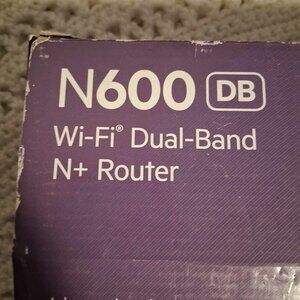 N600 DB
Wi-Fi® Dual-Band
N+ Router